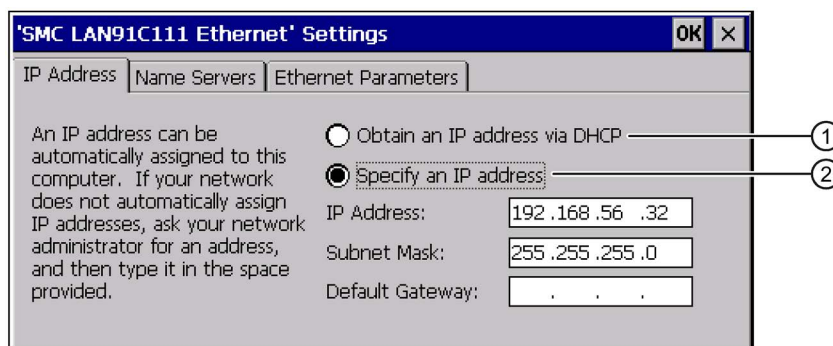 'SMC LAN91C111 Ethernet' Settings OK ×
IP Address Name Servers Ethernet Parameters
An IP address can be
automatically assigned to this
computer. If your network
does not automatically assign
IP addresses, ask your network
administrator for an address,
and then type it in the space
provided.
Obtain an IP address via DHCP 1
Specify an IP address 2
IP Address: 192 .168 .56 .32
Subnet Mask: 255 .255 .255 .0
Default Gateway: . . .